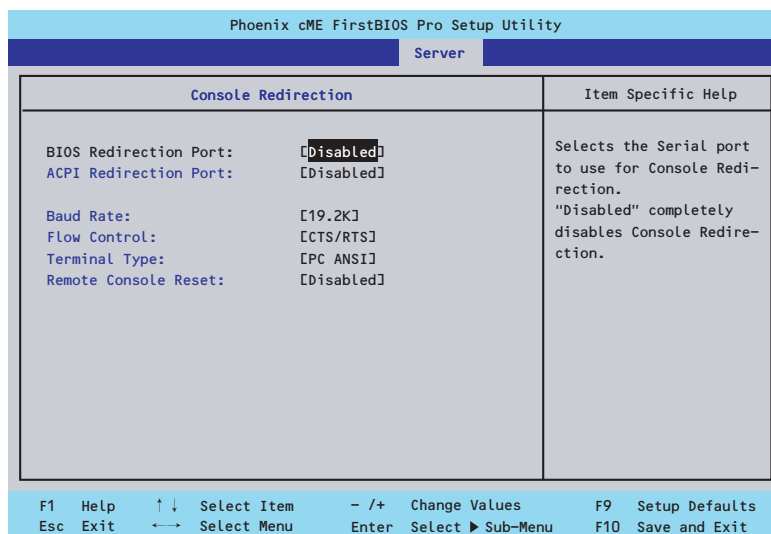 Phoenix cME FirstBIOS Pro Setup Utility
Server
Console Redirection
BIOS Redirection Port: [Disabled]
ACPI Redirection Port: [Disabled]
Baud Rate: [19.2K]
Flow Control: [CTS/RTS]
Terminal Type: [PC ANSI]
Remote Console Reset: [Disabled]
Item Specific Help
Selects the Serial port
to use for Console Redi-
rection.
"Disabled" completely
disables Console Redire-
ction.
F1 Help ↑↓ Select Item - /+ Change Values F9 Setup Defaults
Esc Exit ←→ Select Menu Enter Select ▶ Sub-Menu F10 Save and Exit